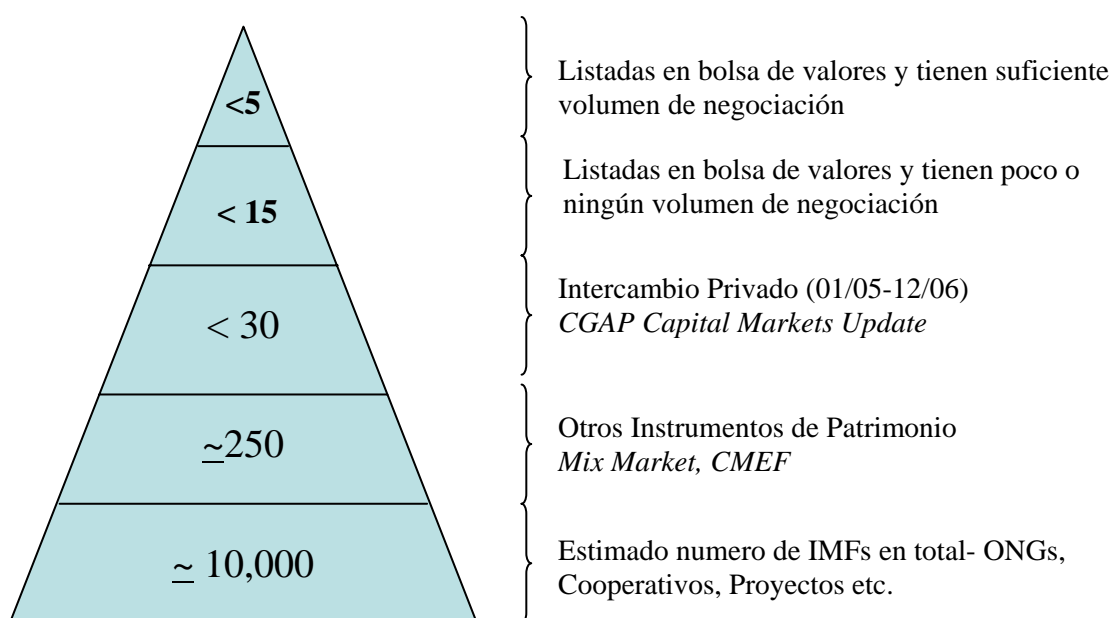 <5
Listadas en bolsa de valores y tienen suficiente
volumen de negociación
< 15
Listadas en bolsa de valores y tienen poco o
ningún volumen de negociación
< 30
Intercambio Privado (01/05-12/06)
CGAP Capital Markets Update
~250
Otros Instrumentos de Patrimonio
Mix Market, CMEF
~ 10,000
Estimado numero de IMFs en total- ONGs,
Cooperativos, Proyectos etc.